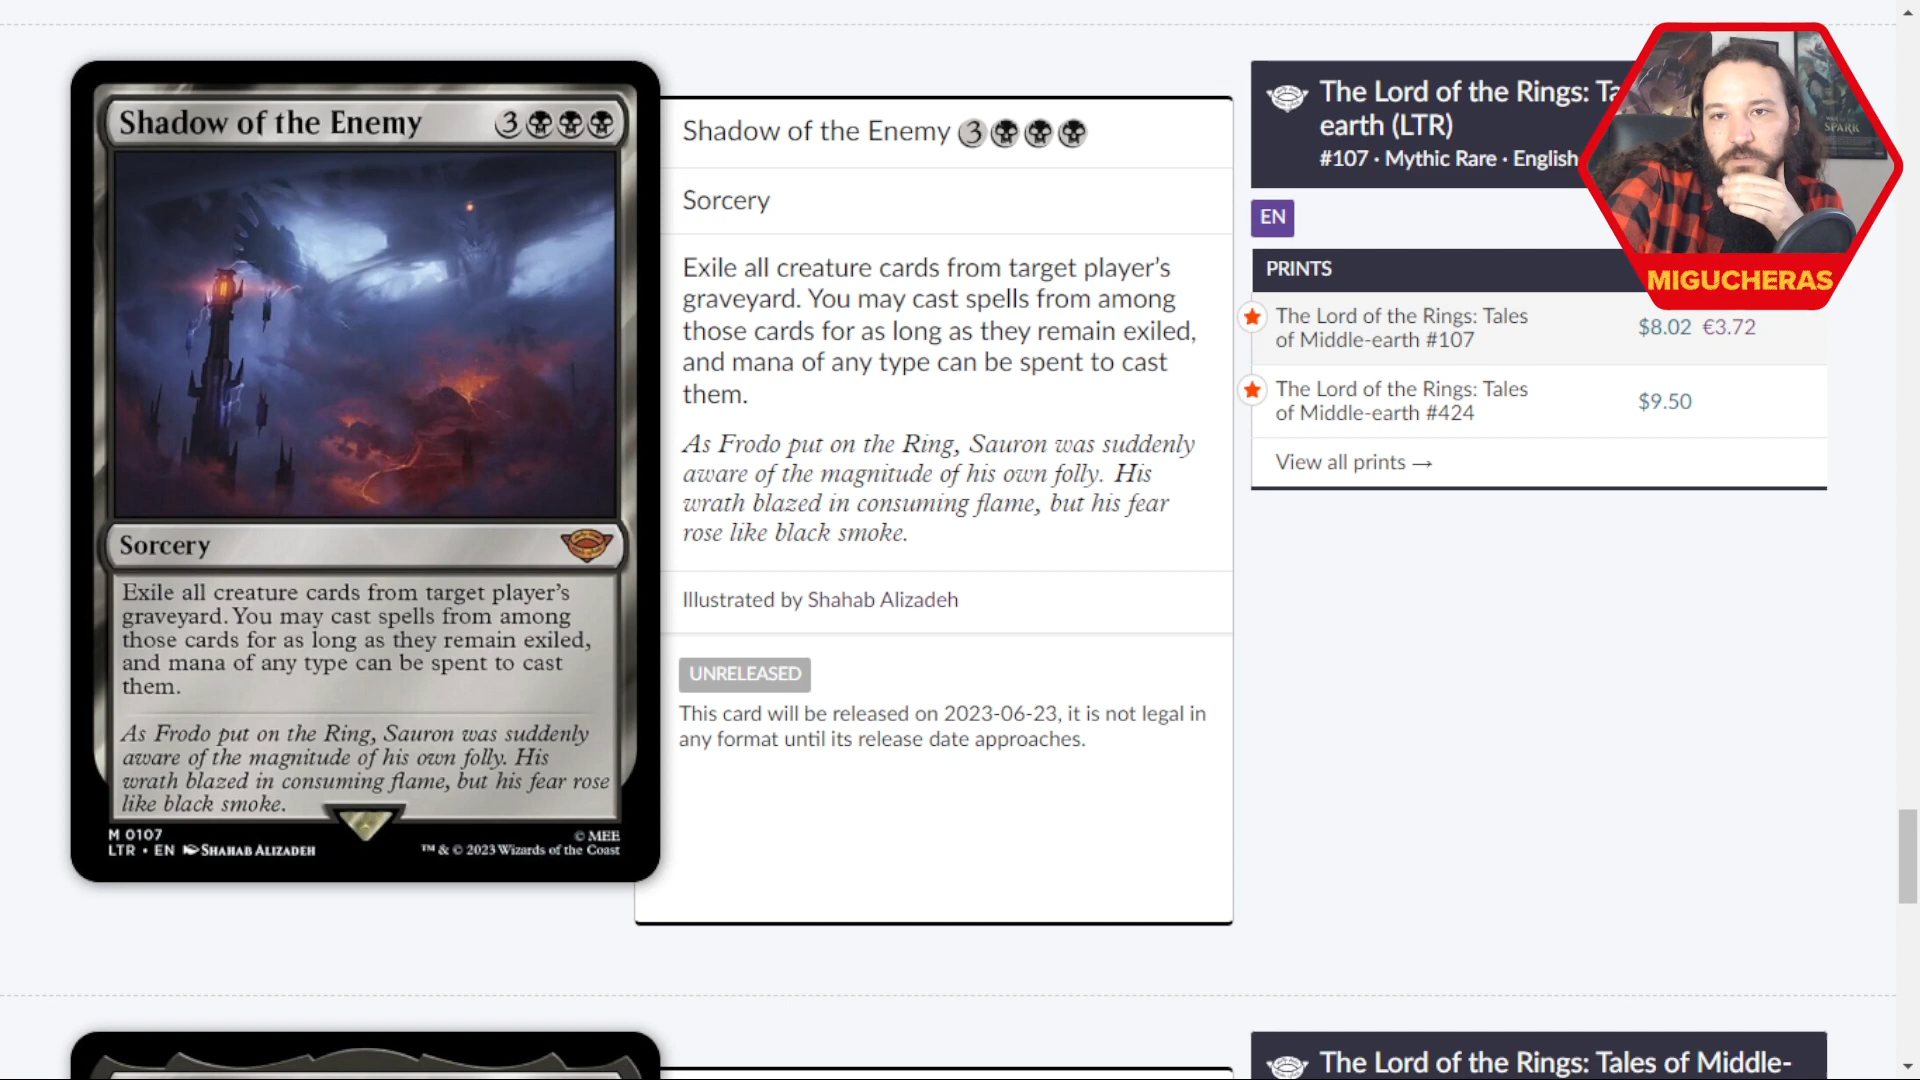 Shadow of the Enemy 3
Sorcery
Exile all creature cards from target player's
graveyard. You may cast spells from among
those cards for as long as they remain exiled,
and mana of any type can be spent to cast
them.
As Frodo put on the Ring, Sauron was suddenly
aware of the magnitude of his own folly. His
wrath blazed in consuming flame, but his fear rose
like black smoke.
M 0107
LTR • EN SHAHAB ALIZADEH
© MEE
™ & © 2023 Wizards of the Coast
Shadow of the Enemy 3
Sorcery
Exile all creature cards from target player's
graveyard. You may cast spells from among
those cards for as long as they remain exiled,
and mana of any type can be spent to cast
them.
As Frodo put on the Ring, Sauron was suddenly
aware of the magnitude of his own folly. His
wrath blazed in consuming flame, but his fear
rose like black smoke.
Illustrated by Shahab Alizadeh
UNRELEASED
This card will be released on 2023-06-23, it is not legal in
any format until its release date approaches.
The Lord of the Rings: Ta
earth (LTR)
#107 · Mythic Rare · English
EN
PRINTS
The Lord of the Rings: Tales
of Middle-earth #107
$8.02 €3.72
The Lord of the Rings: Tales
of Middle-earth #424
$9.50
View all prints →
SPARK
MIGUCHERAS
The Lord of the Rings: Tales of Middle-